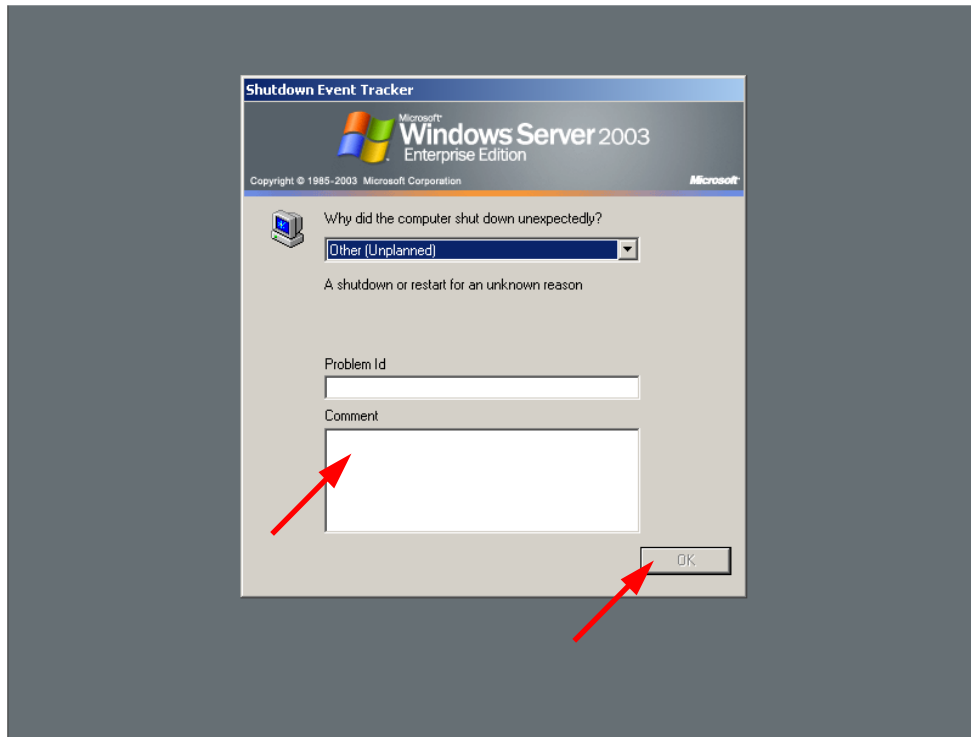 Shutdown Event Tracker
Microsoft
Windows Server 2003
Enterprise Edition
Copyright © 1985-2003 Microsoft Corporation
Microsoft
Why did the computer shut down unexpectedly?
Other (Unplanned)
A shutdown or restart for an unknown reason
Problem Id
Comment
OK